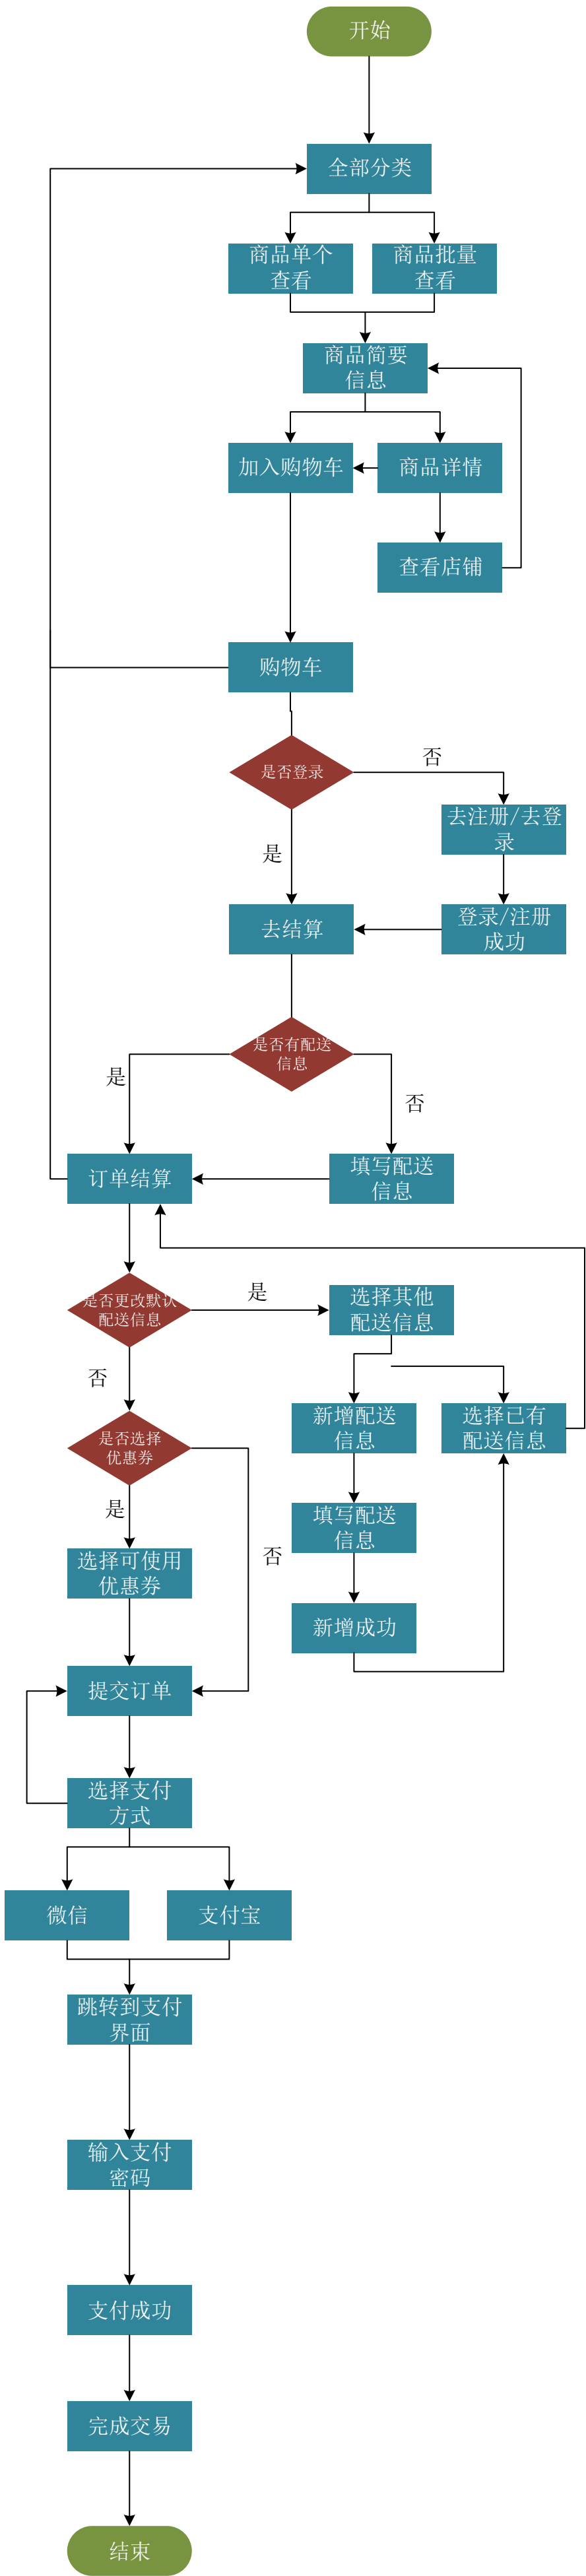 开始
全部分类
商品单个
查看
商品批量
查看
商品简要
信息
加入购物车
商品详情
查看店铺
购物车
是否登录
否
去注册/去登
录
是
去结算
登录/注册
成功
是否有配送
信息
是
否
订单结算
填写配送
信息
是否更改默认
配送信息
是
选择其他
配送信息
否
新增配送
信息
选择已有
配送信息
是否选择
优惠券
是
填写配送
信息
否
选择可使用
优惠券
新增成功
提交订单
选择支付
方式
微信
支付宝
跳转到支付
界面
输入支付
密码
支付成功
完成交易
结束